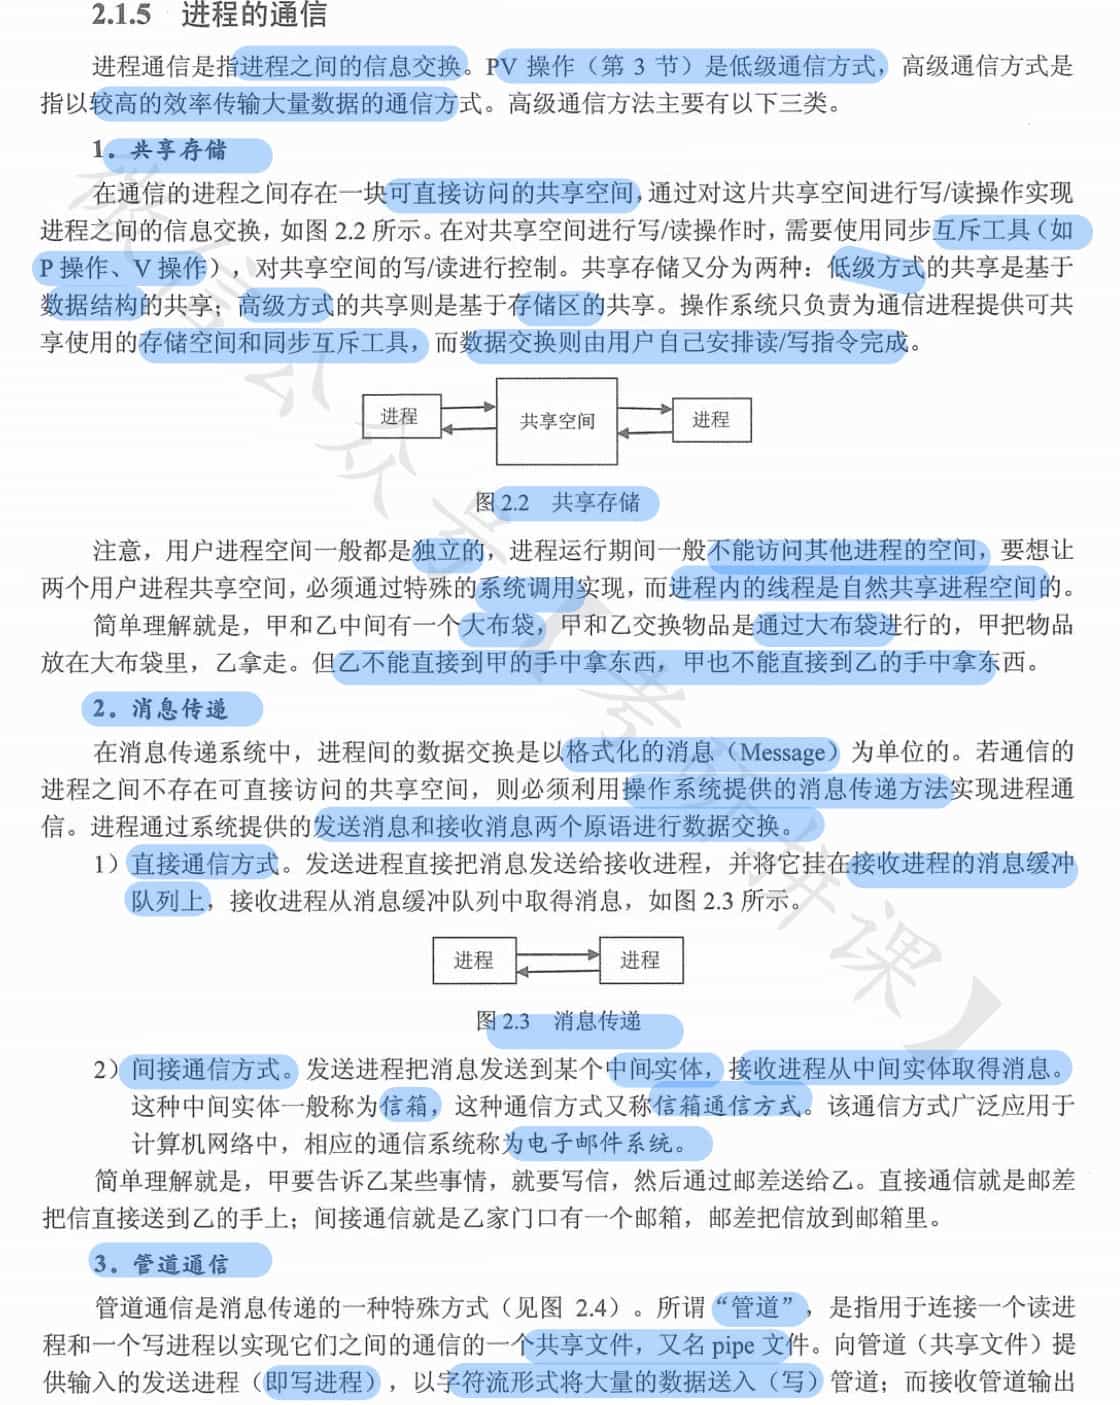 2.1.5 进程的通信
进程通信是指进程之间的信息交换。PV 操作（第 3 节）是低级通信方式，高级通信方式是
指以较高的效率传输大量数据的通信方式。高级通信方法主要有以下三类。
1. 共享存储
在通信的进程之间存在一块可直接访问的共享空间，通过对这片共享空间进行写/读操作实现
进程之间的信息交换，如图 2.2 所示。在对共享空间进行写/读操作时，需要使用同步互斥工具（如
P 操作、V 操作），对共享空间的写/读进行控制。共享存储又分为两种：低级方式的共享是基于
数据结构的共享；高级方式的共享则是基于存储区的共享。操作系统只负责为通信进程提供可共
享使用的存储空间和同步互斥工具，而数据交换则由用户自己安排读/写指令完成。
进程 共享空间 进程
图 2.2 共享存储
注意，用户进程空间一般都是独立的，进程运行期间一般不能访问其他进程的空间，要想让
两个用户进程共享空间，必须通过特殊的系统调用实现，而进程内的线程是自然共享进程空间的。
简单理解就是，甲和乙中间有一个大布袋，甲和乙交换物品是通过大布袋进行的，甲把物品
放在大布袋里，乙拿走。但乙不能直接到甲的手中拿东西，甲也不能直接到乙的手中拿东西。
2. 消息传递
在消息传递系统中，进程间的数据交换是以格式化的消息（Message）为单位的。若通信的
进程之间不存在可直接访问的共享空间，则必须利用操作系统提供的消息传递方法实现进程通
信。进程通过系统提供的发送消息和接收消息两个原语进行数据交换。
1）直接通信方式。发送进程直接把消息发送给接收进程，并将它挂在接收进程的消息缓冲
队列上，接收进程从消息缓冲队列中取得消息，如图 2.3 所示。
进程 进程
图 2.3 消息传递
2）间接通信方式。发送进程把消息发送到某个中间实体，接收进程从中间实体取得消息。
这种中间实体一般称为信箱，这种通信方式又称信箱通信方式。该通信方式广泛应用于
计算机网络中，相应的通信系统称为电子邮件系统。
简单理解就是，甲要告诉乙某些事情，就要写信，然后通过邮差送给乙。直接通信就是邮差
把信直接送到乙的手上；间接通信就是乙家门口有一个邮箱，邮差把信放到邮箱里。
3. 管道通信
管道通信是消息传递的一种特殊方式（见图 2.4）。所谓“管道”，是指用于连接一个读进
程和一个写进程以实现它们之间的通信的一个共享文件，又名 pipe 文件。向管道（共享文件）提
供输入的发送进程（即写进程），以字符流形式将大量的数据送入（写）管道；而接收管道输出